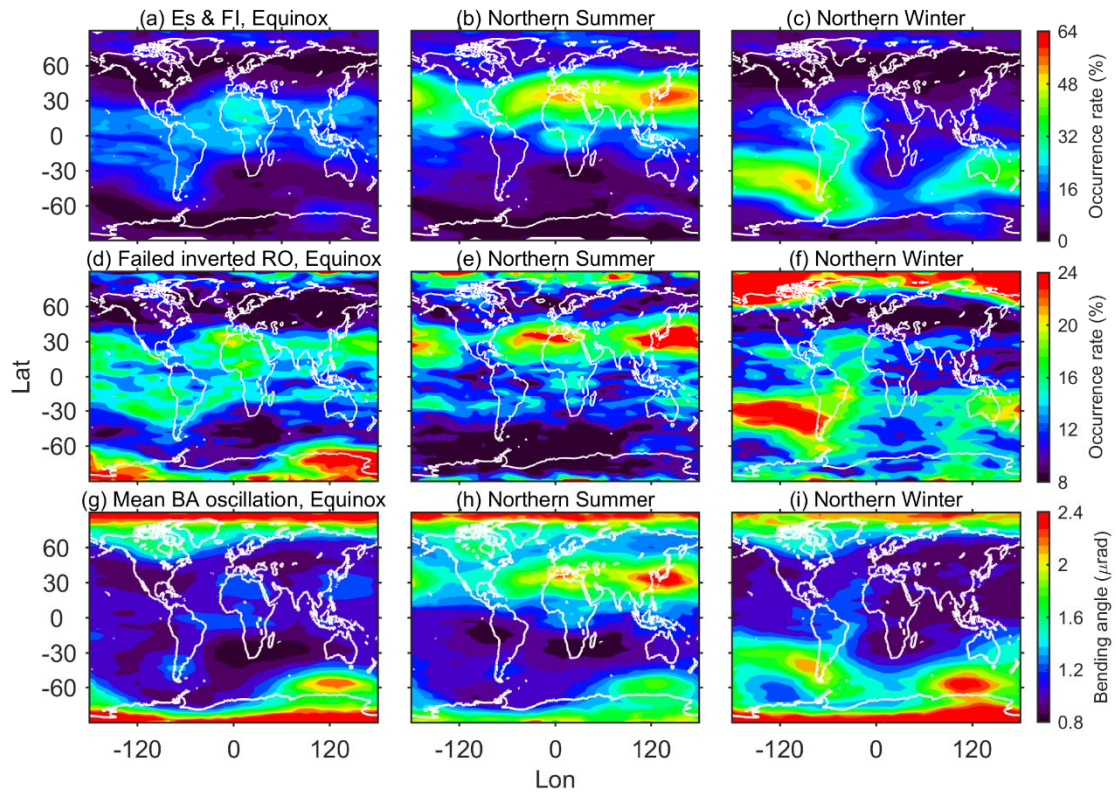 (a) Es & FI, Equinox
(b) Northern Summer
(c) Northern Winter
60
30
0
-30
-60
64
48
32
16
0
Occurrence rate (%)
(d) Failed inverted RO, Equinox
(e) Northern Summer
(f) Northern Winter
60
30
0
-30
-60
Lat
24
20
16
12
8
Occurrence rate (%)
(g) Mean BA oscillation, Equinox
(h) Northern Summer
(i) Northern Winter
60
30
0
-30
-60
2.4
2
1.6
1.2
0.8
Bending angle (μrad)
-120 0 120
-120 0 120
-120 0 120
Lon